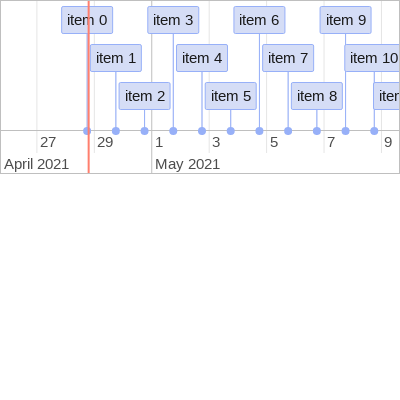 item 0 item 3 item 6 item 9
item 1 item 4 item 7 item 10
item 2 item 5 item 8
27 29 1 3 5 7 9
April 2021 May 2021